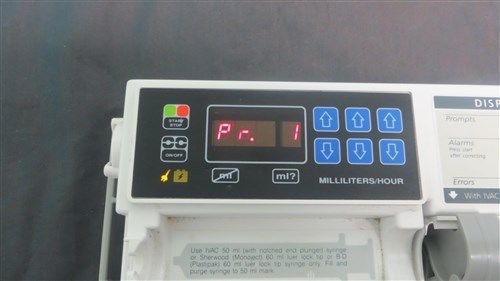 DISP
Prompts
START
STOP
Pr. 1
Alarms
Press start
after correcting
ON/OFF
ml
ml?
MILLILITERS/HOUR
Errors
With IVAC
Use IVAC 50 ml (with notched end plunger) syringe
or Sherwood (Monoject) 60 ml luer lock tip or B-D
(Plastipak) 60 ml luer lock tip syringe only. Fill and
purge syringe to 50 ml mark.